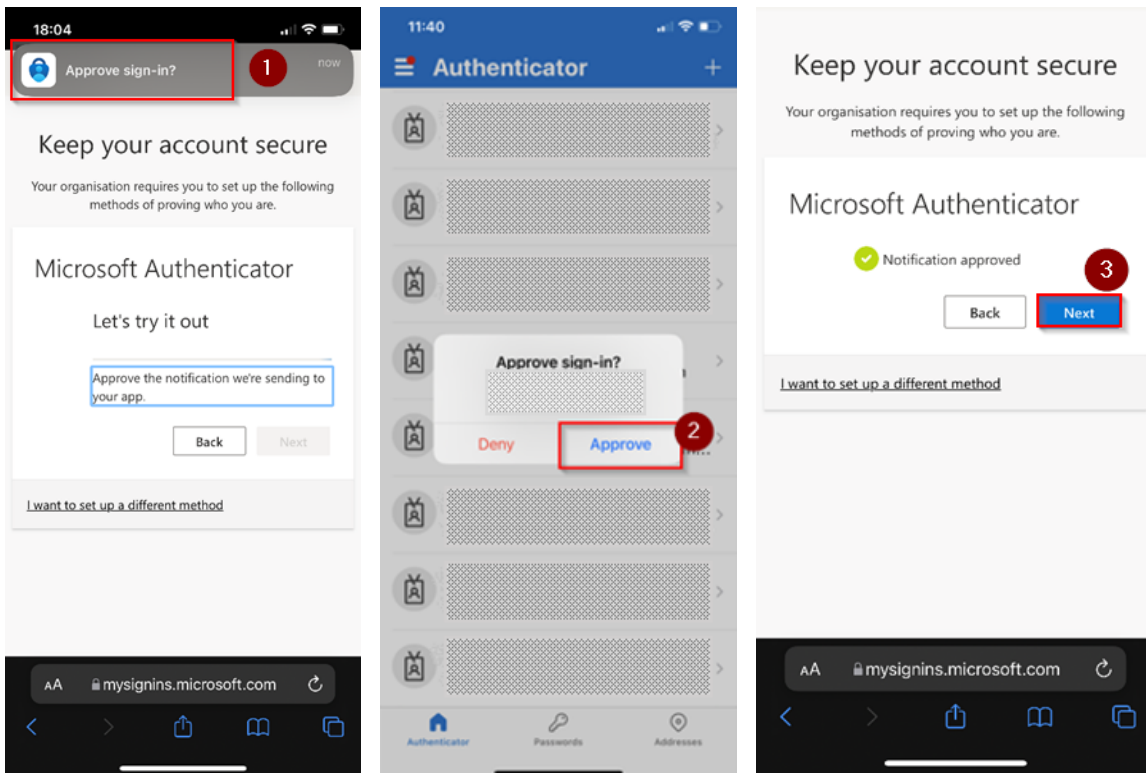 18:04
Approve sign-in?
1
now
Keep your account secure
Your organisation requires you to set up the following
methods of proving who you are.
Microsoft Authenticator
Let's try it out
Approve the notification we're sending to
your app.
Back
Next
I want to set up a different method
AA
mysignins.microsoft.com
11:40
Authenticator
Approve sign-in?
Deny
Approve
2
Authenticator
Passwords
Addresses
Keep your account secure
Your organisation requires you to set up the following
methods of proving who you are.
Microsoft Authenticator
Notification approved
3
Back
Next
I want to set up a different method
AA
mysignins.microsoft.com